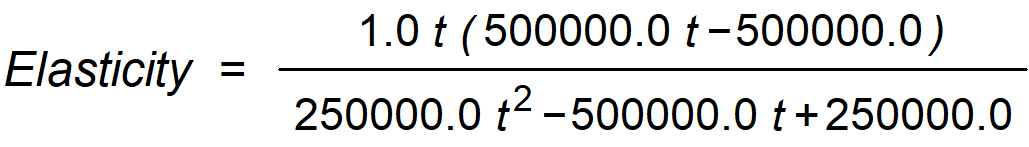 Elasticity = 1.0 t ( 500000.0 t − 500000.0 )
250000.0 t² − 500000.0 t + 250000.0